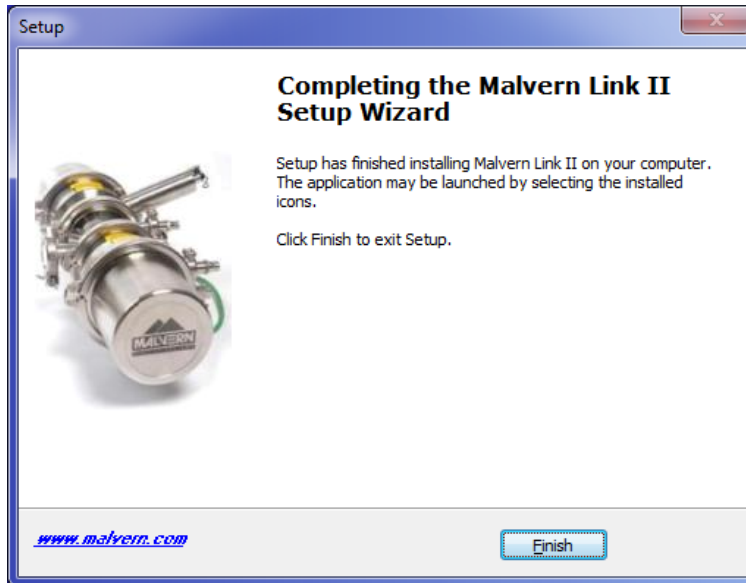 Setup
Completing the Malvern Link II
Setup Wizard
Setup has finished installing Malvern Link II on your computer.
The application may be launched by selecting the installed
icons.
Click Finish to exit Setup.
MALVERN
www.malvern.com
Finish